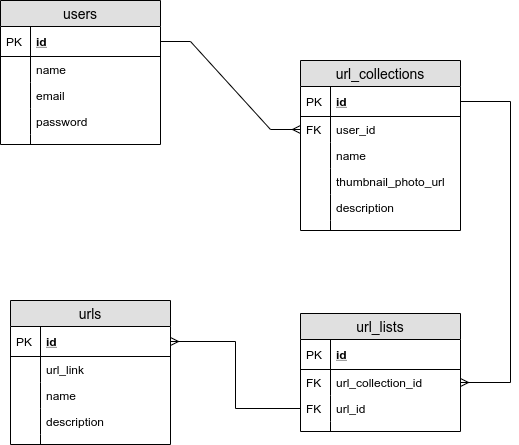 users
PK id
name
email
password
url_collections
PK id
FK user_id
name
thumbnail_photo_url
description
urls
PK id
url_link
name
description
url_lists
PK id
FK url_collection_id
FK url_id